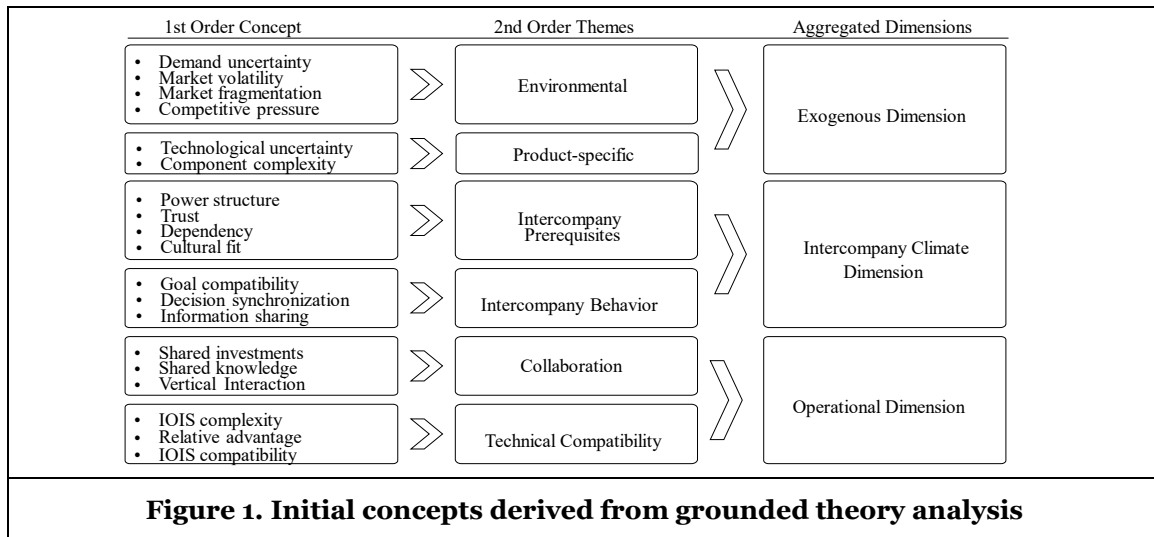 1st Order Concept
2nd Order Themes
Aggregated Dimensions
• Demand uncertainty
• Market volatility
• Market fragmentation
• Competitive pressure
Environmental
Exogenous Dimension
• Technological uncertainty
• Component complexity
Product-specific
• Power structure
• Trust
• Dependency
• Cultural fit
Intercompany
Prerequisites
Intercompany Climate
Dimension
• Goal compatibility
• Decision synchronization
• Information sharing
Intercompany Behavior
• Shared investments
• Shared knowledge
• Vertical Interaction
Collaboration
Operational Dimension
• IOIS complexity
• Relative advantage
• IOIS compatibility
Technical Compatibility
Figure 1. Initial concepts derived from grounded theory analysis